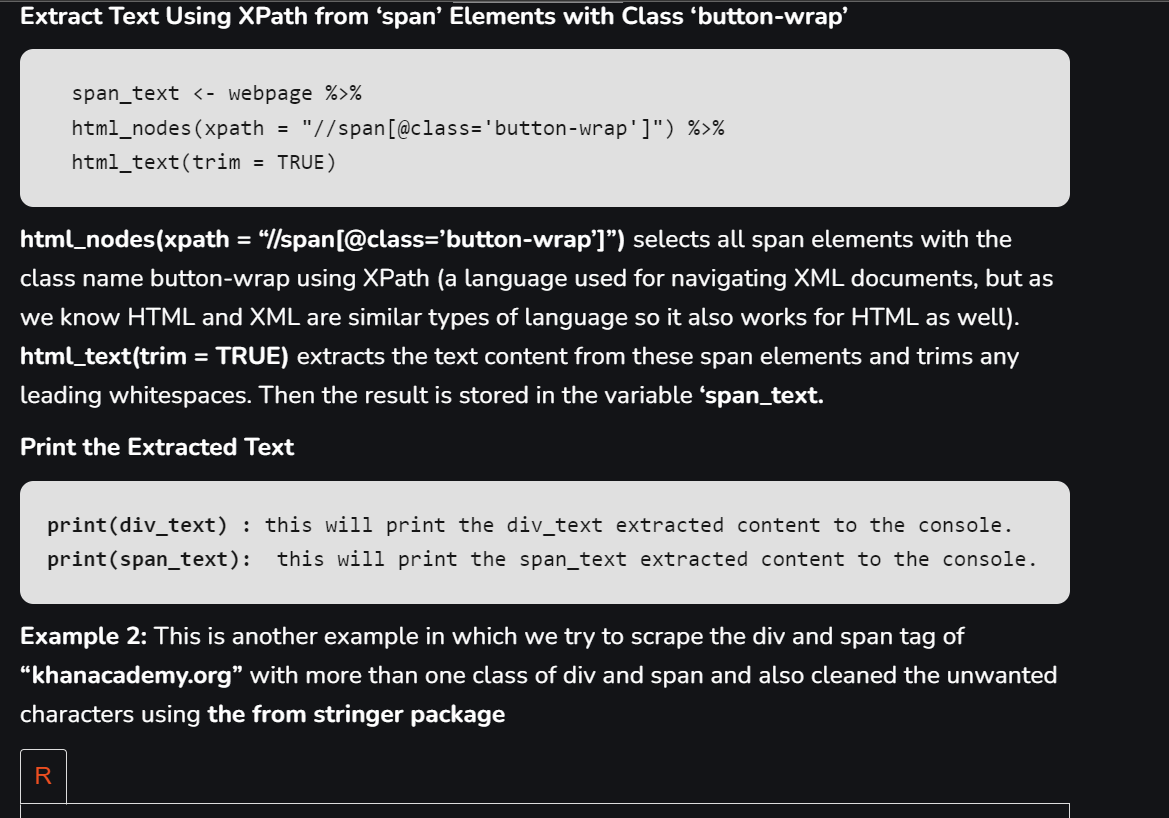 Extract Text Using XPath from ‘span’ Elements with Class ‘button-wrap’
span_text <- webpage %>%
html_nodes(xpath = "//span[@class='button-wrap']") %>%
html_text(trim = TRUE)
html_nodes(xpath = “//span[@class=’button-wrap’]”) selects all span elements with the
class name button-wrap using XPath (a language used for navigating XML documents, but as
we know HTML and XML are similar types of language so it also works for HTML as well).
html_text(trim = TRUE) extracts the text content from these span elements and trims any
leading whitespaces. Then the result is stored in the variable ‘span_text.
Print the Extracted Text
print(div_text) : this will print the div_text extracted content to the console.
print(span_text):  this will print the span_text extracted content to the console.
Example 2: This is another example in which we try to scrape the div and span tag of
“khanacademy.org” with more than one class of div and span and also cleaned the unwanted
characters using the from stringer package
R